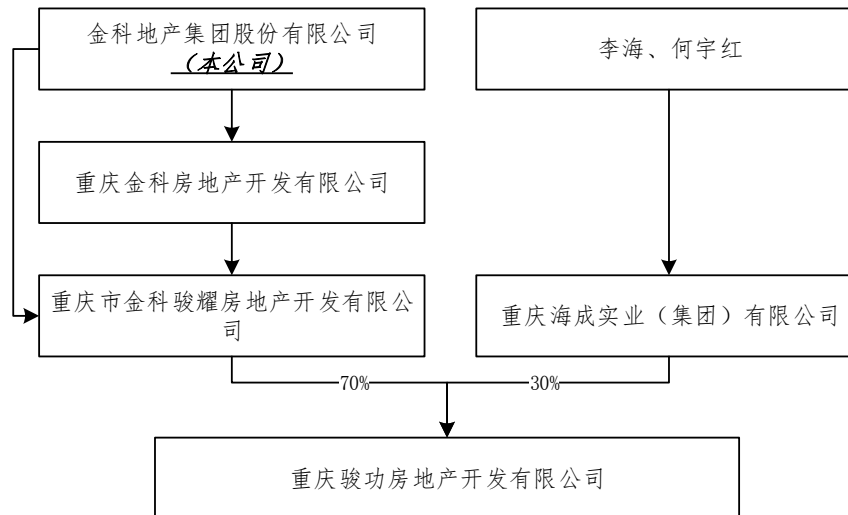 金科地产集团股份有限公司
（本公司）
李海、何宇红
重庆金科房地产开发有限公司
重庆市金科骏耀房地产开发有限公
司
重庆海成实业（集团）有限公司
70%
30%
重庆骏功房地产开发有限公司